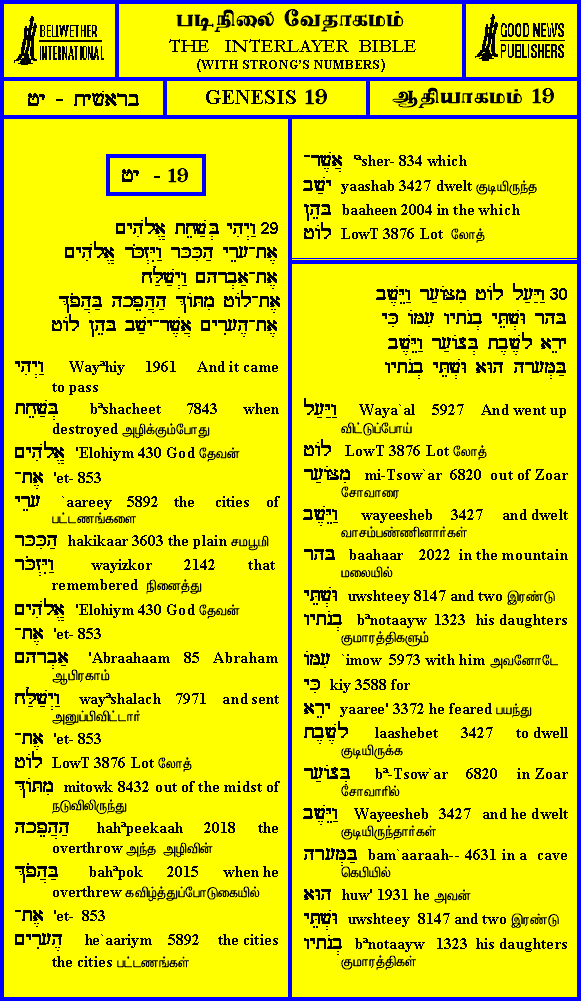 BELLWETHER
INTERNATIONAL
படிநிலை வேதாகமம்
THE INTERLAYER BIBLE
(WITH STRONG'S NUMBERS)
GOOD NEWS
PUBLISHERS
בראשית - יט
GENESIS 19
ஆதியாகமம் 19
יט - 19
29 וַיְהִי בְּשַׁחֵת אֱלֹהִים
אֶת־עָרֵי הַכִּכָּר וַיִּזְכֹּר אֱלֹהִים
אֶת־אַבְרָהָם וַיְשַׁלַּח
אֶת־לוֹט מִתּוֹךְ הַהֲפֵכָה בַּהֲפֹךְ
אֶת־הֶעָרִים אֲשֶׁר־יָשַׁב בָּהֵן לוֹט
וַיְהִי Wayªhiy 1961 And it came
to pass
בְּשַׁחֵת bªshacheet 7843 when
destroyed அழிக்கும்போது
אֱלֹהִים 'Elohiym 430 God தேவன்
אֶת־ 'et- 853
עָרֵי `aareey 5892 the cities of
பட்டணங்களை
הַכִּכָּר hakikaar 3603 the plain சமபூமி
וַיִּזְכֹּר wayizkor 2142 that
remembered நினைத்து
אֱלֹהִים 'Elohiym 430 God தேவன்
אֶת־ 'et- 853
אַבְרָהָם 'Abraahaam 85 Abraham
ஆபிரகாம்
וַיְשַׁלַּח wayªshalach 7971 and sent
அனுப்பிவிட்டார்
אֶת־ 'et- 853
לוֹט LowT 3876 Lot லோத்
מִתּוֹךְ mitowk 8432 out of the midst of
நடுவிலிருந்து
הַהֲפֵכָה hahªpeekaah 2018 the
overthrow அந்த அழிவின்
בַּהֲפֹךְ bahªpok 2015 when he
overthrew கவிழ்த்துப்போடுகையில்
אֶת־ 'et- 853
הֶעָרִים he`aariym 5892 the cities
the cities பட்டணங்கள்
אֲשֶׁר־ ªsher- 834 which
יָשַׁב yaashab 3427 dwelt குடியிருந்த
בָּהֵן baaheen 2004 in the which
לוֹט LowT 3876 Lot லோத்
30 וַיַּעַל לוֹט מִצּוֹעַר וַיֵּשֶׁב
בָּהָר וּשְׁתֵּי בְנֹתָיו עִמּוֹ כִּי
יָרֵא לָשֶׁבֶת בְּצוֹעַר וַיֵּשֶׁב
בַּמְּעָרָה הוּא וּשְׁתֵּי בְנֹתָיו
וַיַּעַל Waya`al 5927 And went up
விட்டுப்போய்
לוֹט LowT 3876 Lot லோத்
מִצּוֹעַר mi-Tsow`ar 6820 out of Zoar
சோவாரை
וַיֵּשֶׁב wayeesheb 3427 and dwelt
வாசம்பண்ணினார்கள்
בָּהָר baahaar 2022 in the mountain
மலையில்
וּשְׁתֵּי uwshteey 8147 and two இரண்டு
בְנֹתָיו bªnotaayw 1323 his daughters
குமாரத்திகளும்
עִמּוֹ `imow 5973 with him அவனோடே
כִּי kiy 3588 for
יָרֵא yaaree' 3372 he feared பயந்து
לָשֶׁבֶת laashebet 3427 to dwell
குடியிருக்க
בְּצוֹעַר bª-Tsow`ar 6820 in Zoar
சோவாரில்
וַיֵּשֶׁב Wayeesheb 3427 and he dwelt
குடியிருந்தார்கள்
בַּמְּעָרָה bam`aaraah-- 4631 in a cave
கெபியில்
הוּא huw' 1931 he அவன்
וּשְׁתֵּי uwshteey 8147 and two இரண்டு
בְנֹתָיו bªnotaayw 1323 his daughters
குமாரத்திகள்